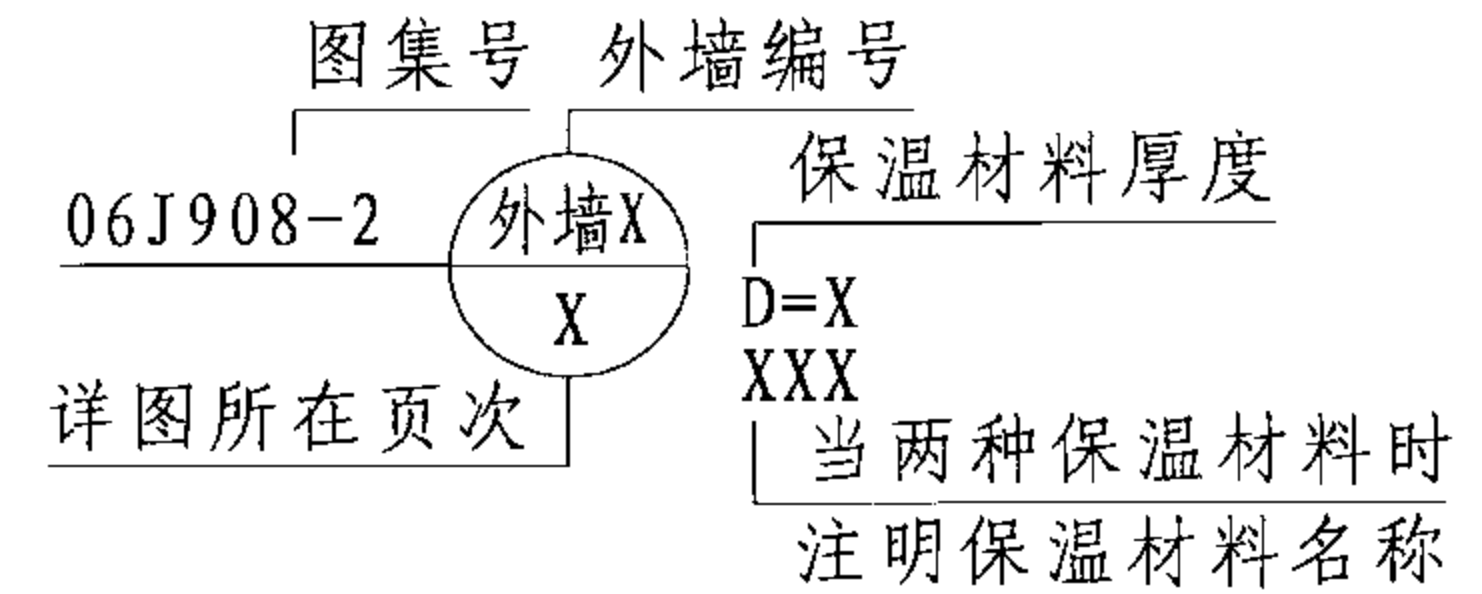 图集号 外墙编号
保温材料厚度
06J908-2 外墙X
X
D=X
XXX
详图所在页次
当两种保温材料时
注明保温材料名称